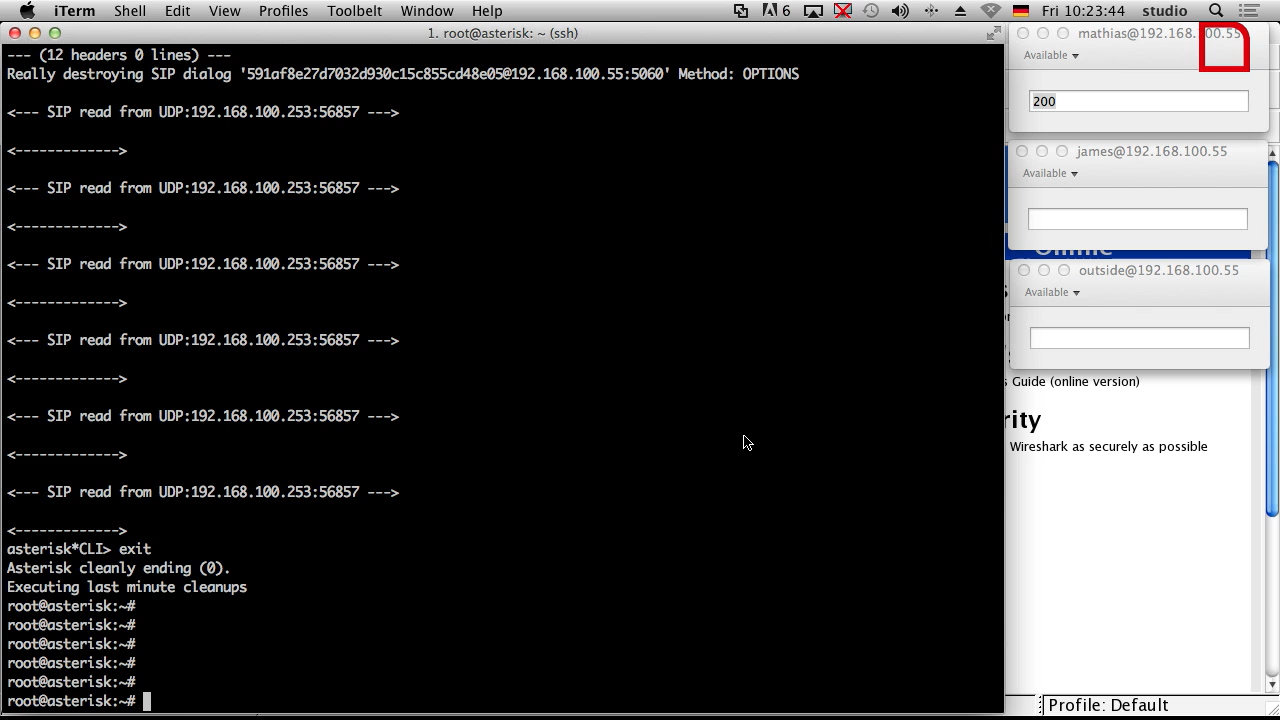 iTerm Shell Edit View Profiles Toolbelt Window Help 6 Fri 10:23:44 studio
1. root@asterisk: ~ (ssh)
--- (12 headers 0 lines) ---
Really destroying SIP dialog '591af8e27d7032d930c15c855cd48e05@192.168.100.55:5060' Method: OPTIONS
<--- SIP read from UDP:192.168.100.253:56857 --->
<------------->
<--- SIP read from UDP:192.168.100.253:56857 --->
<------------->
<--- SIP read from UDP:192.168.100.253:56857 --->
<------------->
<--- SIP read from UDP:192.168.100.253:56857 --->
<------------->
<--- SIP read from UDP:192.168.100.253:56857 --->
<------------->
<--- SIP read from UDP:192.168.100.253:56857 --->
<------------->
asterisk*CLI> exit
Asterisk cleanly ending (0).
Executing last minute cleanups
root@asterisk:~#
root@asterisk:~#
root@asterisk:~#
root@asterisk:~#
root@asterisk:~#
root@asterisk:~#
mathias@192.168.100.55
Available
200
james@192.168.100.55
Available
Online
outside@192.168.100.55
Available
s Guide (online version)
rity
Wireshark as securely as possible
Profile: Default